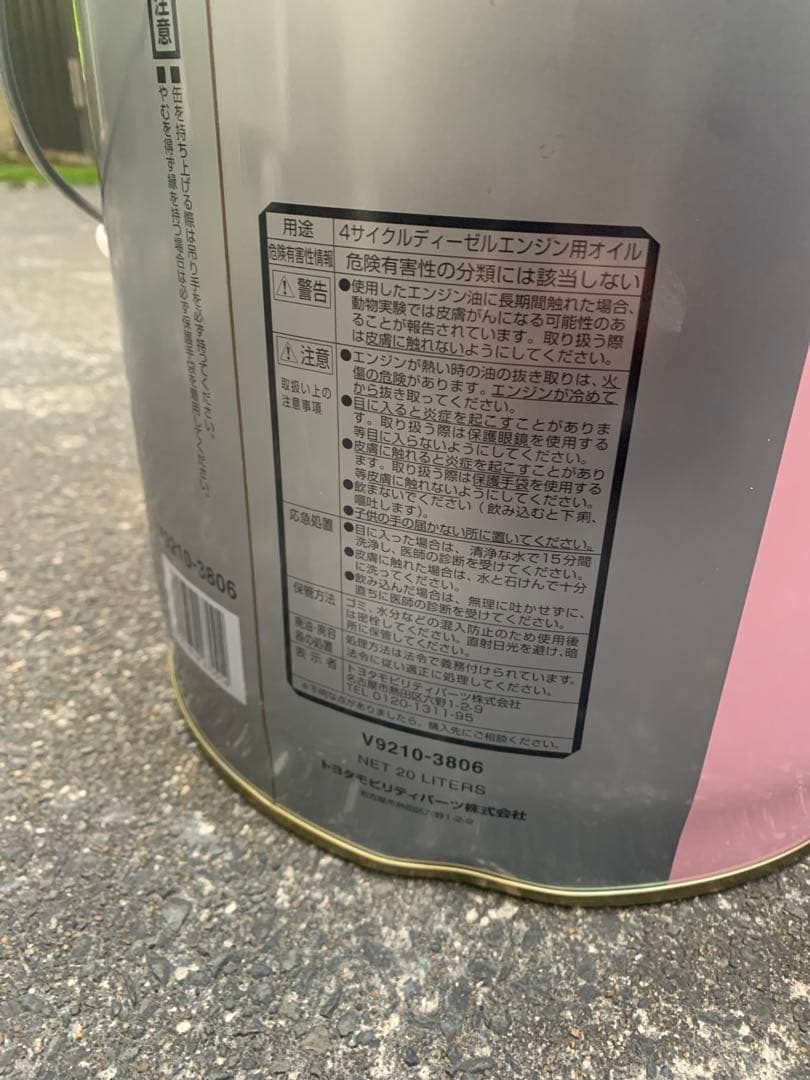 注意
■缶を持ち上げる際は吊り手を必ず持ってください。
■やむを得ず縁を持つ場合は必ず保護手袋を着用してください。
用途
4サイクルディーゼルエンジン用オイル
危険有害性情報
危険有害性の分類には該当しない
警告
●使用したエンジン油に長期間触れた場合、
動物実験では皮膚がんになる可能性のあ
ることが報告されています。取り扱う際
は皮膚に触れないようにしてください。
注意
取扱い上の
注意事項
●エンジンが熱い時の油の抜き取りは、火
傷の危険があります。エンジンが冷めて
から抜き取ってください。
●目に入ると炎症を起こすことがありま
す。取り扱う際は保護眼鏡を使用する
等目に入らないようにしてください。
●皮膚に触れると炎症を起こすことがあり
ます。取り扱う際は保護手袋を使用する
等皮膚に触れないようにしてください。
●飲まないでください（飲み込むと下痢、
嘔吐します）。
●子供の手の届かない所に置いてください。
応急処置
●目に入った場合は、清浄な水で15分間
洗浄し、医師の診断を受けてください。
●皮膚に触れた場合は、水と石けんで十分
に洗ってください。
●飲み込んだ場合は、無理に吐かせずに、
直ちに医師の診断を受けてください。
保管方法
ゴミ、水分などの混入防止のため使用後
は密栓してください。直射日光を避け、暗
所に保管してください。
廃油・廃容
器の処置
処理方法は法令で義務付けられています。
法令に従い適正に処理してください。
表示者
トヨタモビリティパーツ株式会社
名古屋市熱田区六野1-2-9
TEL 0120-1311-95
※不明な点がありましたら、購入先にご相談ください。
V9210-3806
NET 20 LITERS
トヨタモビリティパーツ株式会社
名古屋市熱田区六野1-2-9
9210-3806